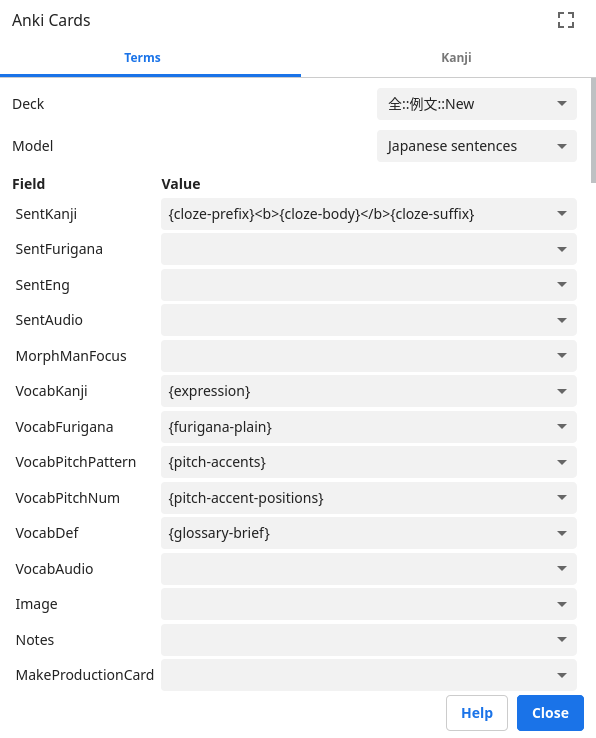 Anki Cards
Terms Kanji
Deck 全::例文::New
Model Japanese sentences
Field Value
SentKanji {cloze-prefix}<b>{cloze-body}</b>{cloze-suffix}
SentFurigana
SentEng
SentAudio
MorphManFocus
VocabKanji {expression}
VocabFurigana {furigana-plain}
VocabPitchPattern {pitch-accents}
VocabPitchNum {pitch-accent-positions}
VocabDef {glossary-brief}
VocabAudio
Image
Notes
MakeProductionCard
Help Close